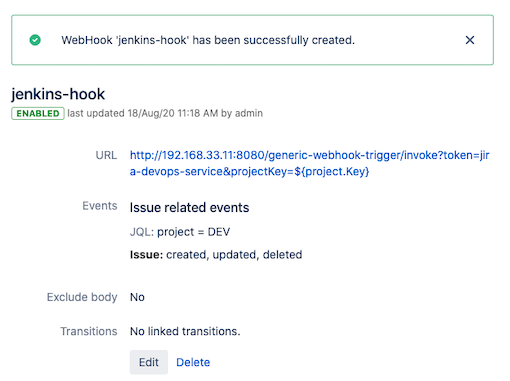 WebHook 'jenkins-hook' has been successfully created.
jenkins-hook
ENABLED last updated 18/Aug/20 11:18 AM by admin
URL http://192.168.33.11:8080/generic-webhook-trigger/invoke?token=jir
a-devops-service&projectKey=${project.Key}
Events Issue related events
JQL: project = DEV
Issue: created, updated, deleted
Exclude body No
Transitions No linked transitions.
Edit Delete